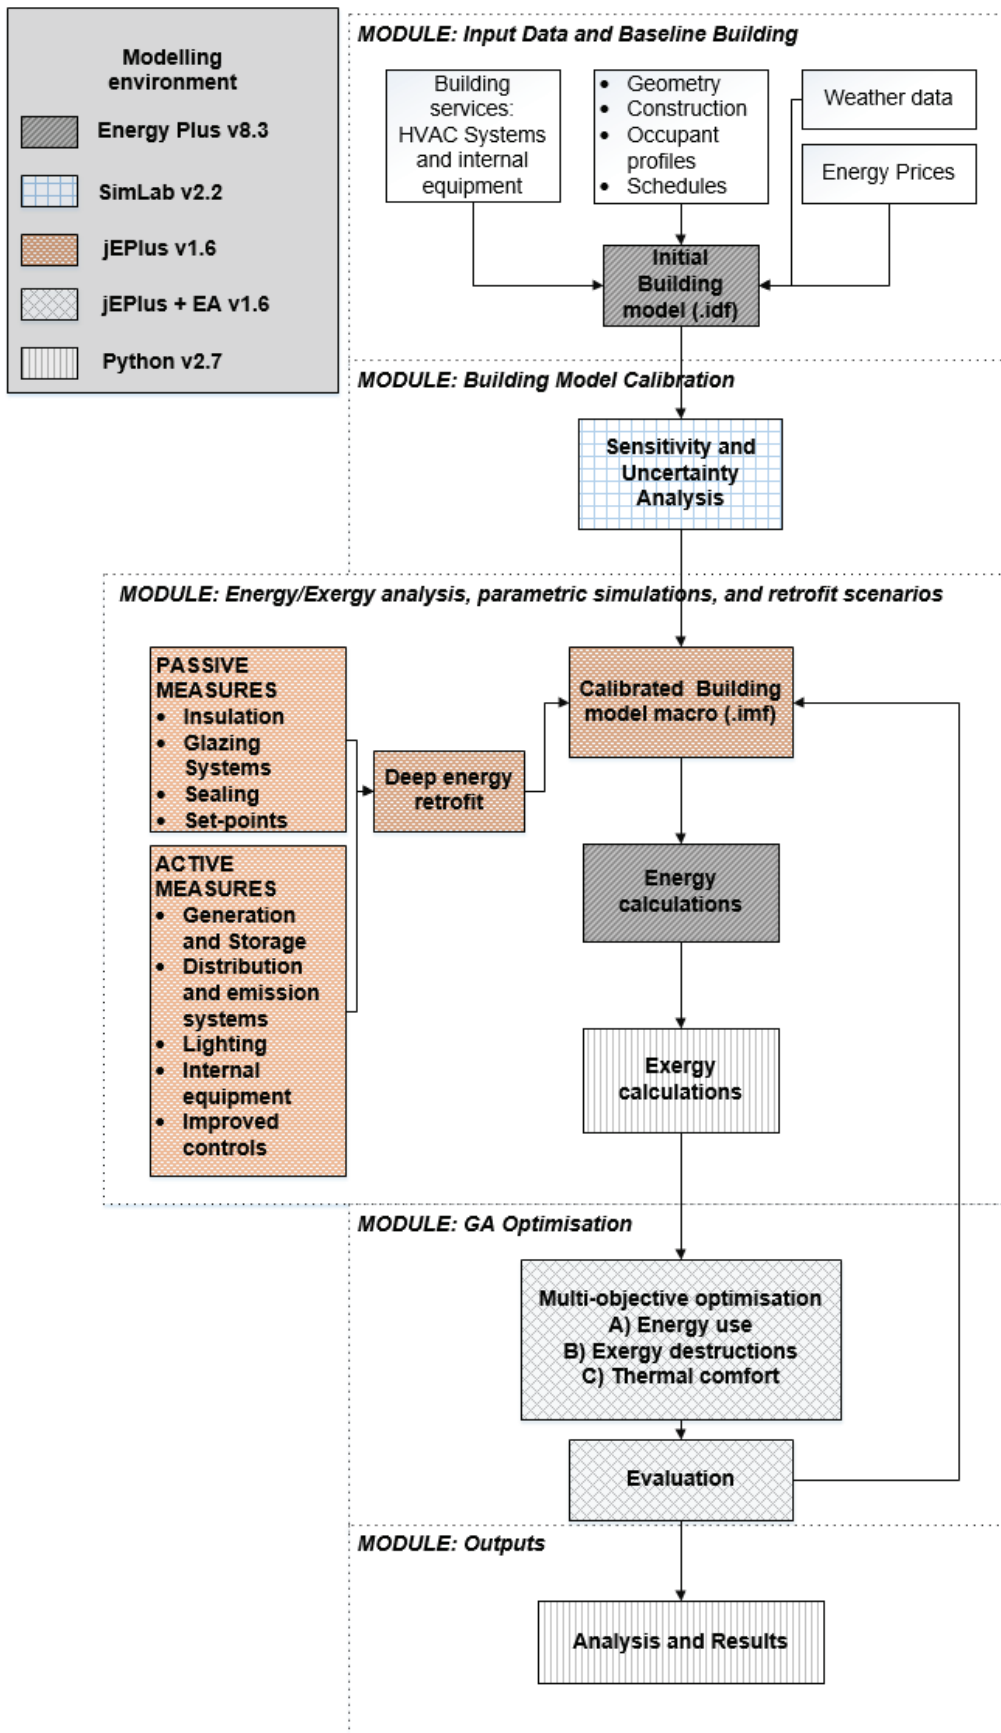 Modelling
environment
Energy Plus v8.3
SimLab v2.2
jEPlus v1.6
jEPlus + EA v1.6
Python v2.7
MODULE: Input Data and Baseline Building
Building
services:
HVAC Systems
and internal
equipment
• Geometry
• Construction
• Occupant
profiles
• Schedules
Weather data
Energy Prices
Initial
Building
model (.idf)
MODULE: Building Model Calibration
Sensitivity and
Uncertainty
Analysis
MODULE: Energy/Exergy analysis, parametric simulations, and retrofit scenarios
PASSIVE
MEASURES
• Insulation
• Glazing
Systems
• Sealing
• Set-points
ACTIVE
MEASURES
• Generation
and Storage
• Distribution
and emission
systems
• Lighting
• Internal
equipment
• Improved
controls
Deep energy
retrofit
Calibrated Building
model macro (.imf)
Energy
calculations
Exergy
calculations
MODULE: GA Optimisation
Multi-objective optimisation
A) Energy use
B) Exergy destructions
C) Thermal comfort
Evaluation
MODULE: Outputs
Analysis and Results